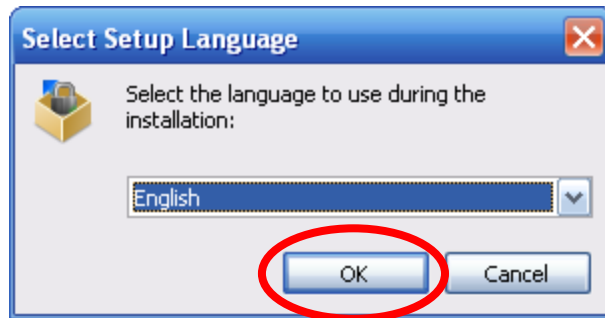 Select Setup Language
Select the language to use during the
installation:
English
OK
Cancel